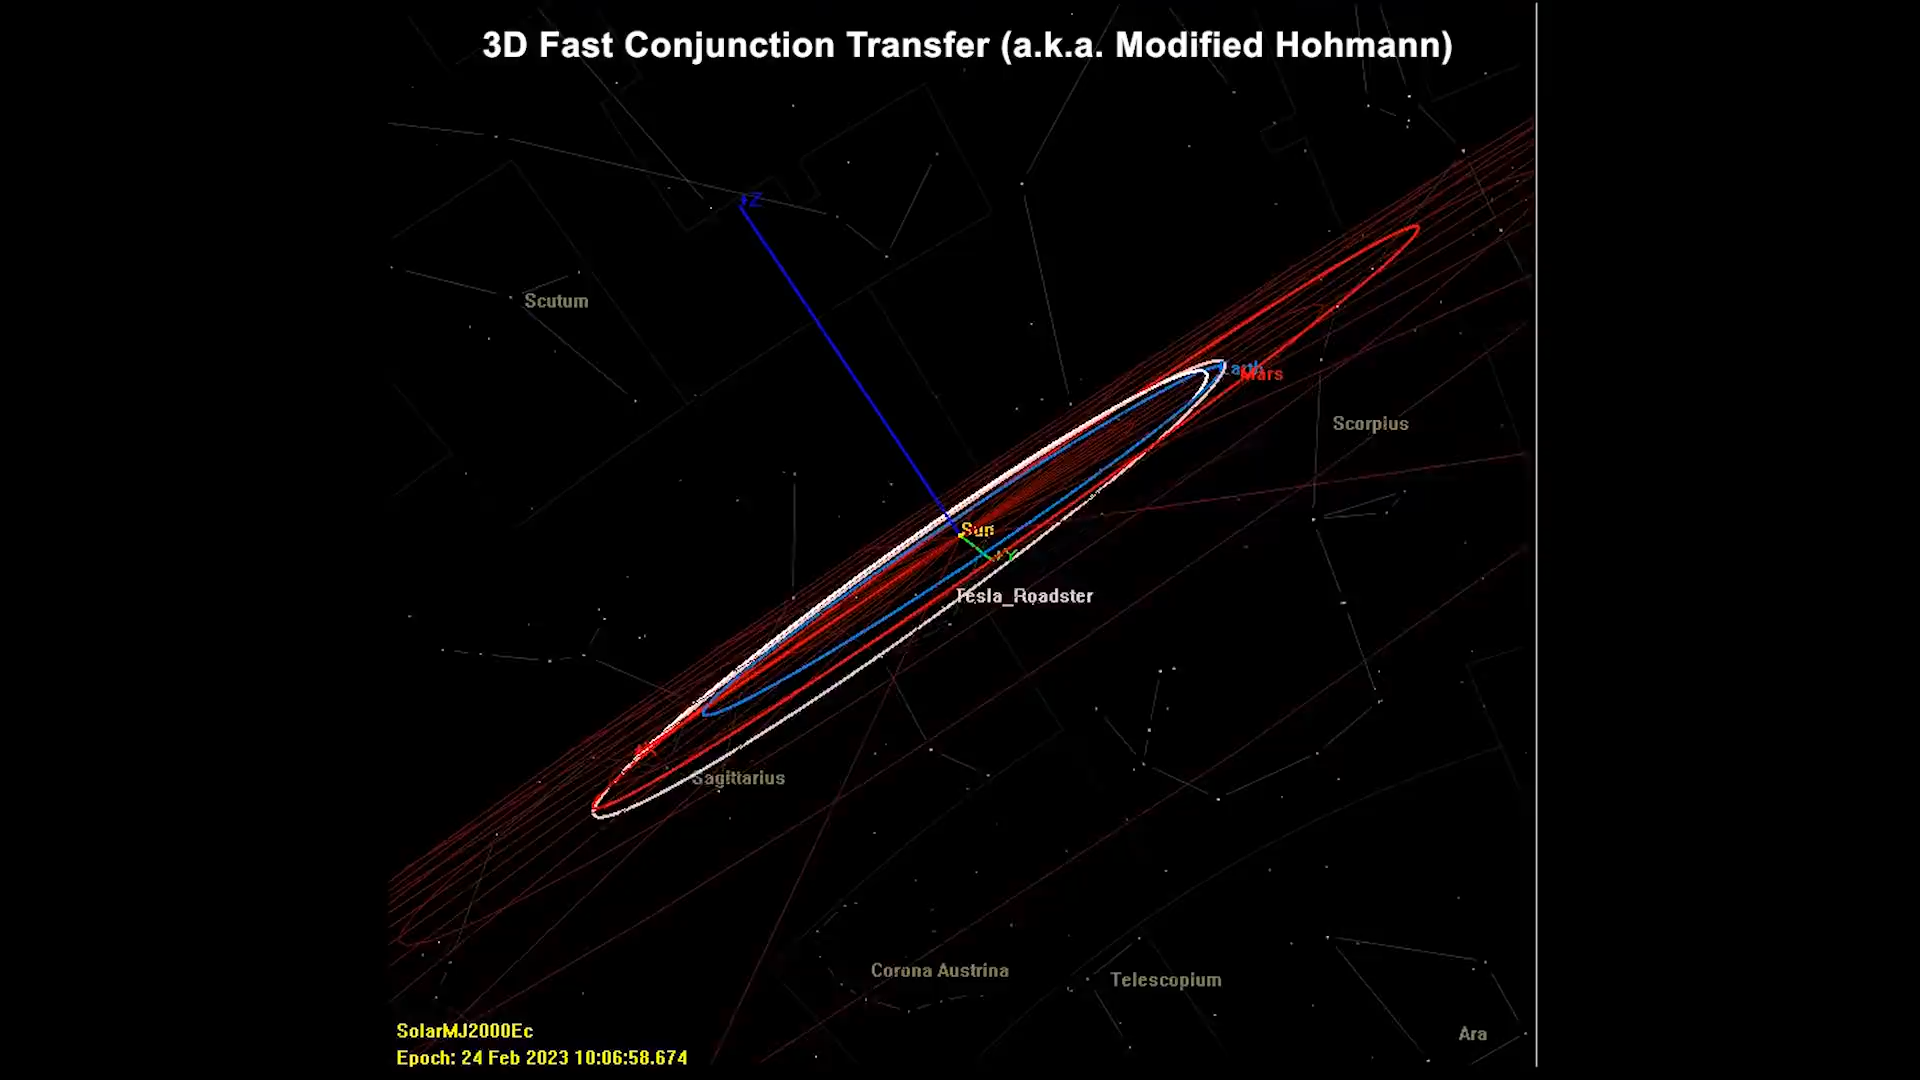 3D Fast Conjunction Transfer (a.k.a. Modified Hohmann)
Z
Scutum
Earth
Mars
Scorpius
Sun
+Y
Tesla_Roadster
+X
Sagittarius
Corona Austrina
Telescopium
SolarMJ2000Ec
Ara
Epoch: 24 Feb 2023 10:06:58.674